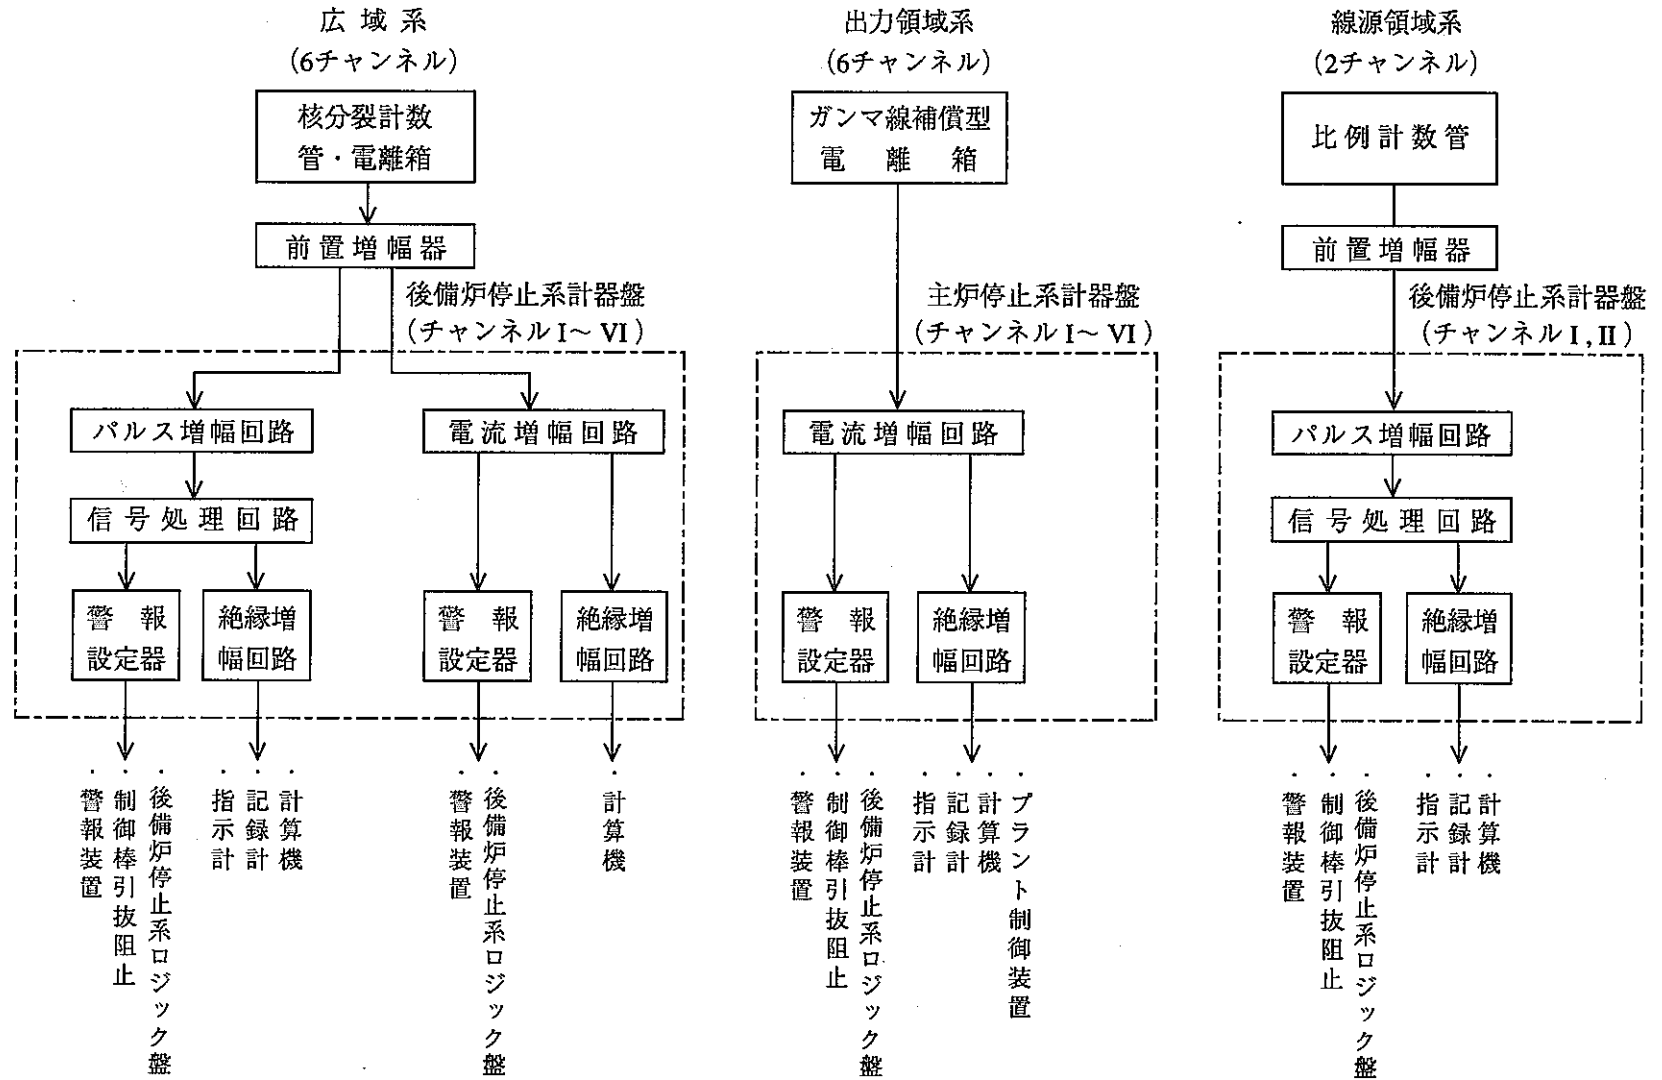 広域系
(6チャンネル)
核分裂計数
管・電離箱
前置増幅器
後備炉停止系計器盤
(チャンネルI～VI)
パルス増幅回路
信号処理回路
警報
設定器
絶縁増
幅回路
・警報装置
・制御棒引抜阻止
・後備炉停止系ロジック盤
・指示計
・記録計
・計算機
電流増幅回路
警報
設定器
絶縁増
幅回路
・警報装置
・後備炉停止系ロジック盤
・計算機
出力領域系
(6チャンネル)
ガンマ線補償型
電離箱
主炉停止系計器盤
(チャンネルI～VI)
電流増幅回路
警報
設定器
絶縁増
幅回路
・警報装置
・制御棒引抜阻止
・後備炉停止系ロジック盤
・指示計
・記録計
・計算機
・プラント制御装置
線源領域系
(2チャンネル)
比例計数管
前置増幅器
後備炉停止系計器盤
(チャンネルI,II)
パルス増幅回路
信号処理回路
警報
設定器
絶縁増
幅回路
・警報装置
・制御棒引抜阻止
・後備炉停止系ロジック盤
・指示計
・記録計
・計算機